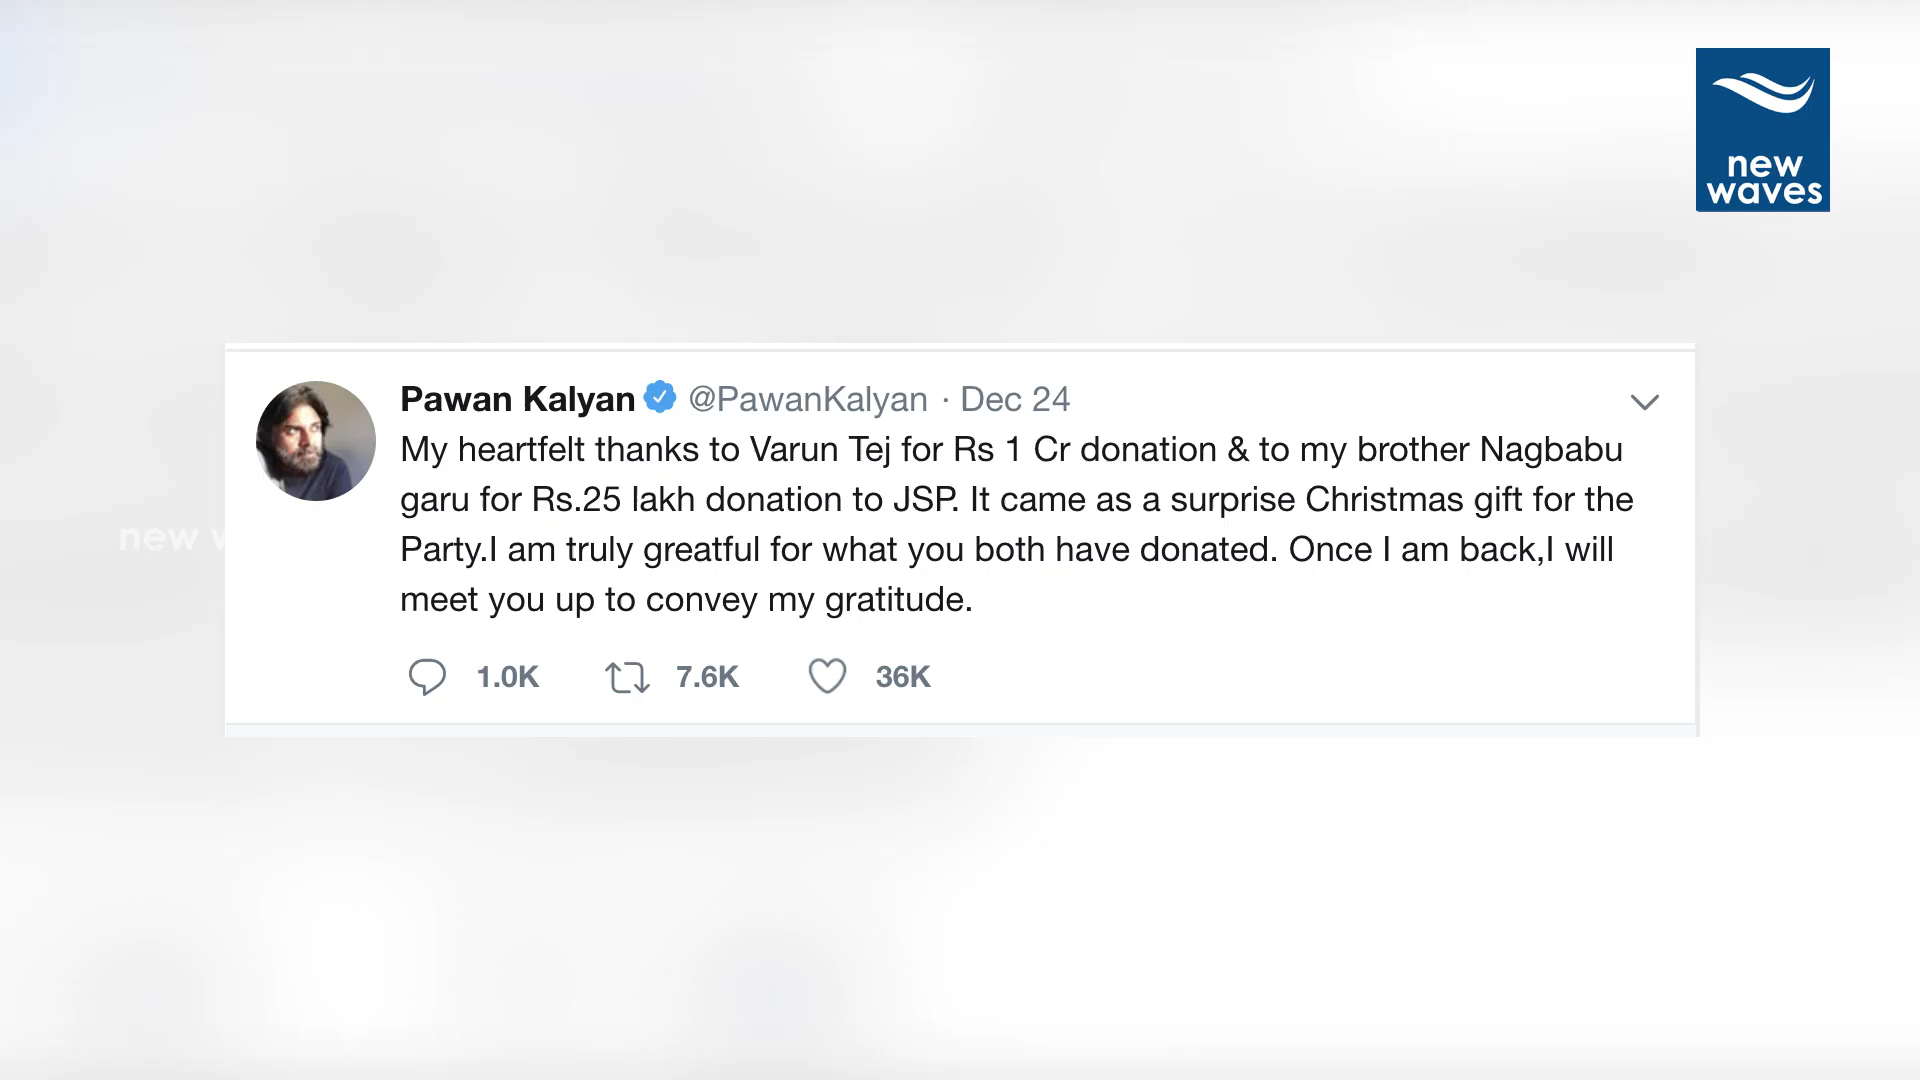 new
waves
Pawan Kalyan @PawanKalyan · Dec 24
My heartfelt thanks to Varun Tej for Rs 1 Cr donation & to my brother Nagbabu
garu for Rs.25 lakh donation to JSP. It came as a surprise Christmas gift for the
Party.I am truly greatful for what you both have donated. Once I am back,I will
meet you up to convey my gratitude.
1.0K 7.6K 36K
new w